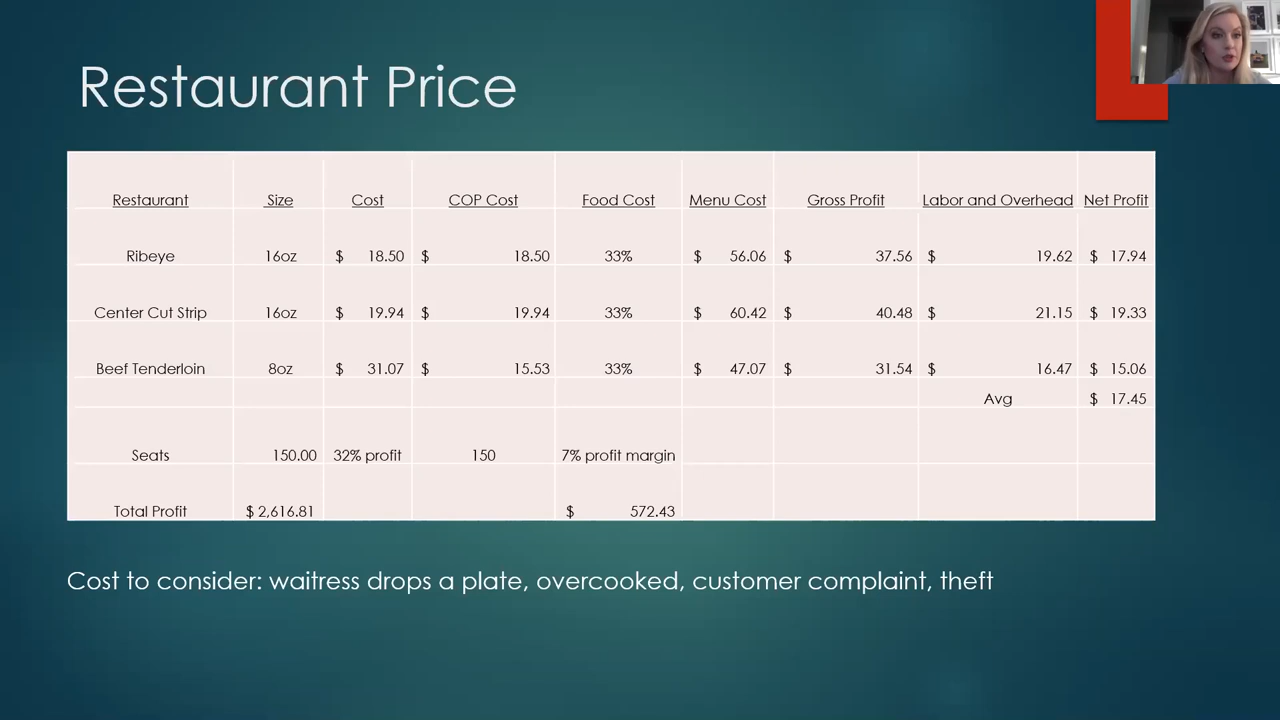 Restaurant Price
Restaurant Size Cost COP Cost Food Cost Menu Cost Gross Profit Labor and Overhead Net Profit
Ribeye 16oz $ 18.50 $ 18.50 33% $ 56.06 $ 37.56 $ 19.62 $ 17.94
Center Cut Strip 16oz $ 19.94 $ 19.94 33% $ 60.42 $ 40.48 $ 21.15 $ 19.33
Beef Tenderloin 8oz $ 31.07 $ 15.53 33% $ 47.07 $ 31.54 $ 16.47 $ 15.06
Avg $ 17.45
Seats 150.00 32% profit 150 7% profit margin
Total Profit $ 2,616.81 $ 572.43
Cost to consider: waitress drops a plate, overcooked, customer complaint, theft